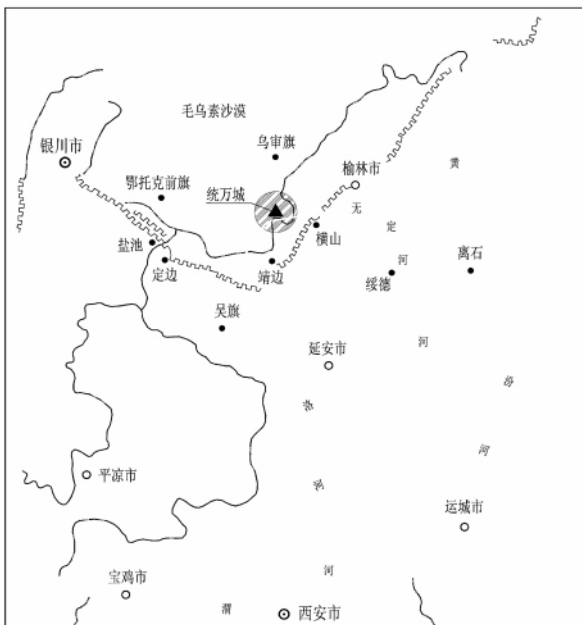 毛乌素沙漠
银川市
乌审旗
黄
榆林市
鄂托克前旗
统万城
无
定
河
横山
盐池
定边
靖边
绥德
离石
吴旗
延安市
河
汾
洛
河
河
平凉市
运城市
宝鸡市
河
渭
西安市